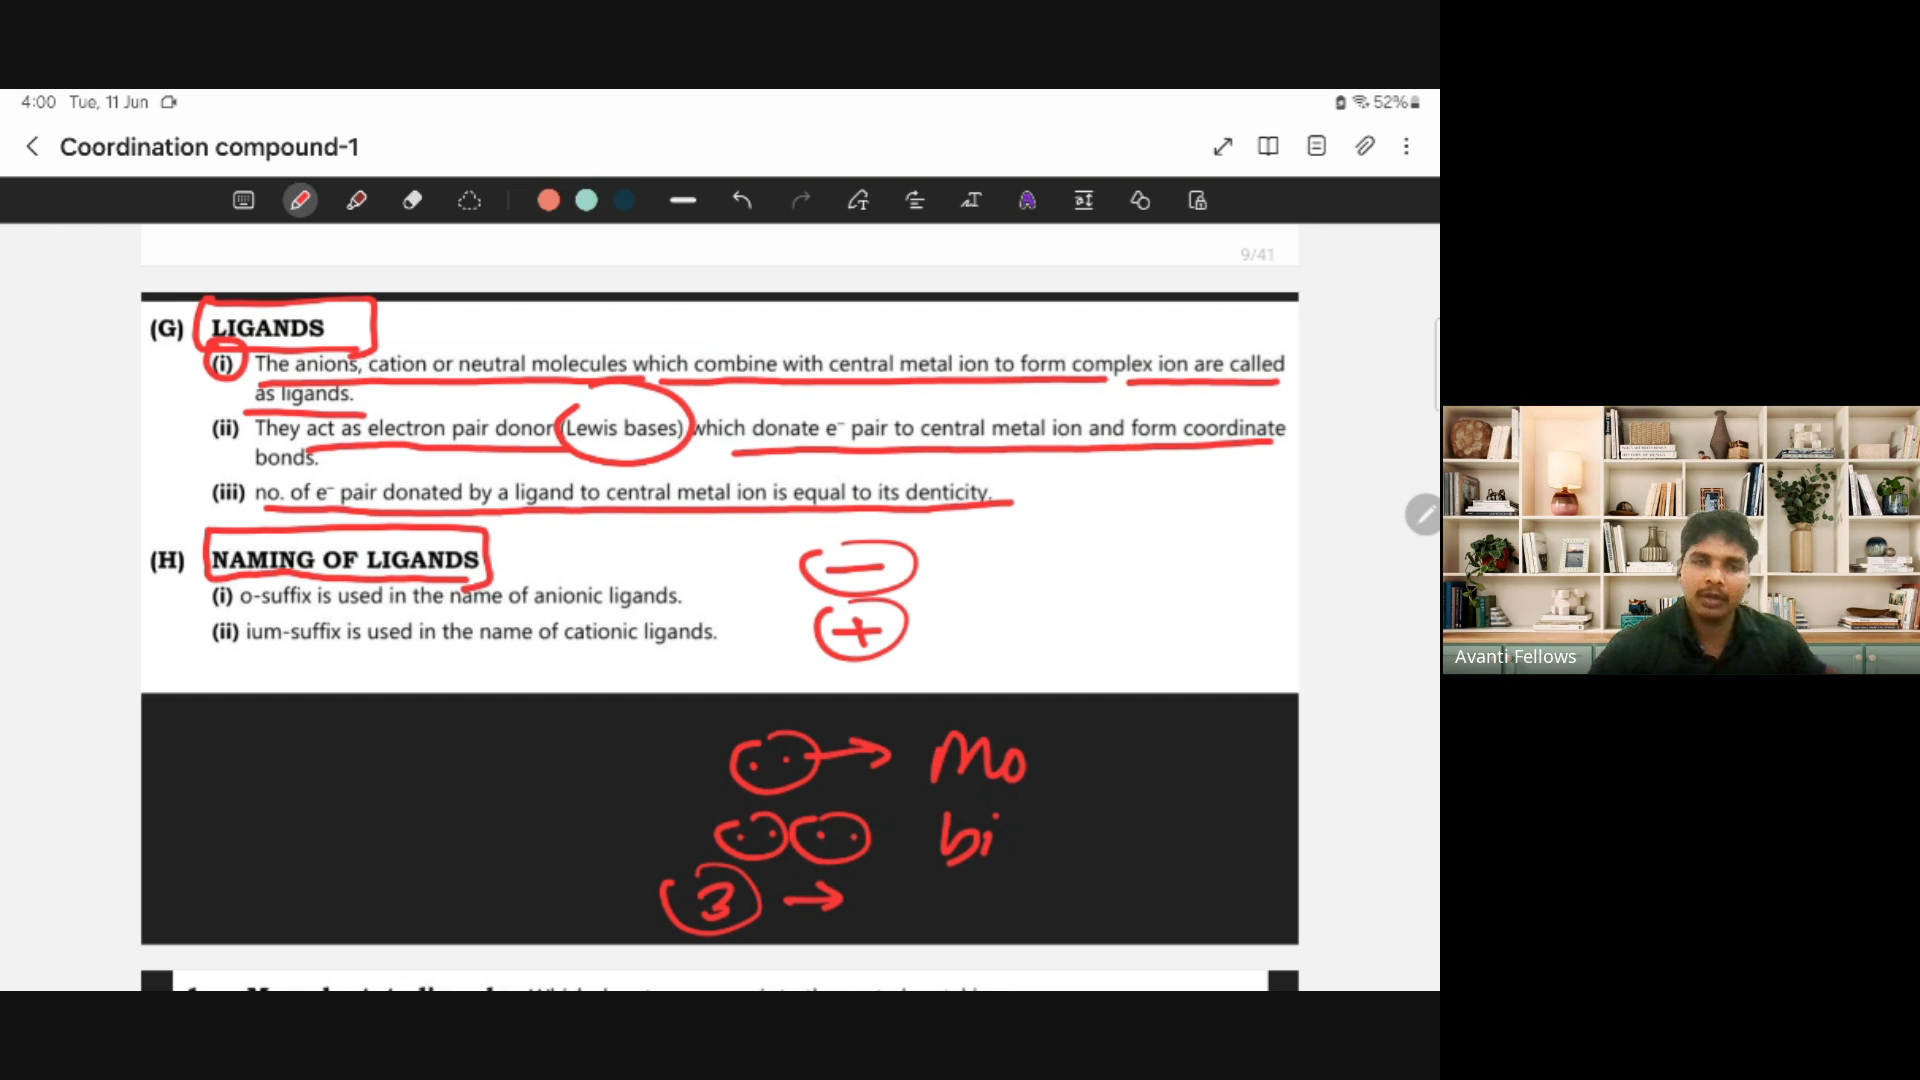 4:00 Tue, 11 Jun
52%
Coordination compound-1
9/41
(G) LIGANDS
(i) The anions, cation or neutral molecules which combine with central metal ion to form complex ion are called
as ligands.
(ii) They act as electron pair donor (Lewis bases) which donate e⁻ pair to central metal ion and form coordinate
bonds.
(iii) no. of e⁻ pair donated by a ligand to central metal ion is equal to its denticity.
(H) NAMING OF LIGANDS
(i) o-suffix is used in the name of anionic ligands.
(ii) ium-suffix is used in the name of cationic ligands.
−
+
→ Mo
bi
3 →
Avanti Fellows